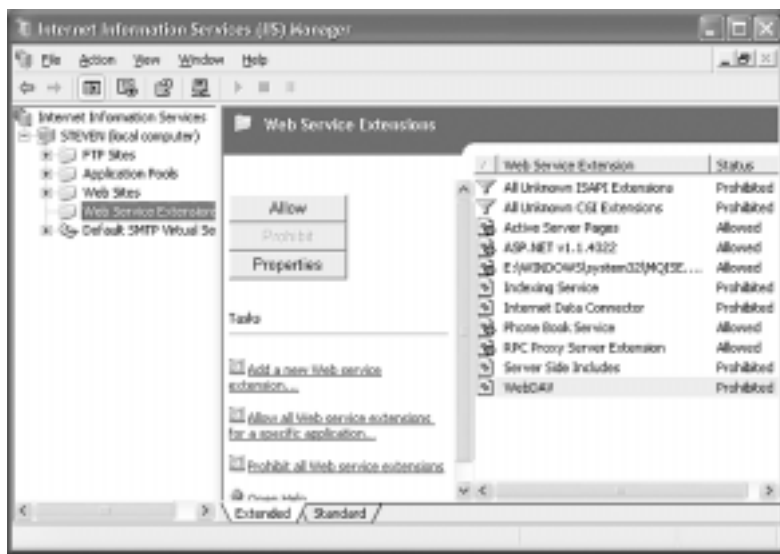 Internet Information Services (IIS) Manager
File Action View Window Help
Internet Information Services
STEVEN (local computer)
FTP Sites
Application Pools
Web Sites
Web Service Extensions
Default SMTP Virtual Se
Web Service Extensions
Allow
Prohibit
Properties
Tasks
Add a new Web service
extension...
Allow all Web service extensions
for a specific application...
Prohibit all Web service extensions
Open Help
Web Service Extension Status
All Unknown ISAPI Extensions Prohibited
All Unknown CGI Extensions Prohibited
Active Server Pages Allowed
ASP.NET v1.1.4322 Allowed
E:\WINDOWS\system32\MQISE.... Allowed
Indexing Service Prohibited
Internet Data Connector Prohibited
Phone Book Service Allowed
RPC Proxy Server Extension Allowed
Server Side Includes Prohibited
WebDAV Prohibited
Extended Standard